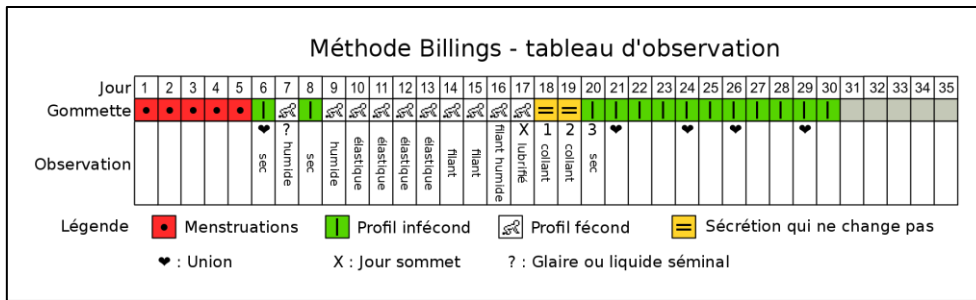 Méthode Billings - tableau d'observation
Jour 1 2 3 4 5 6 7 8 9 10 11 12 13 14 15 16 17 18 19 20 21 22 23 24 25 26 27 28 29 30 31 32 33 34 35
Gommette
? X 1 2 3
Observation sec humide sec humide élastique élastique élastique élastique filant filant filant humide lubrifié collant collant sec
Légende Menstruations Profil infécond Profil fécond Sécrétion qui ne change pas
❤ : Union X : Jour sommet ? : Glaire ou liquide séminal